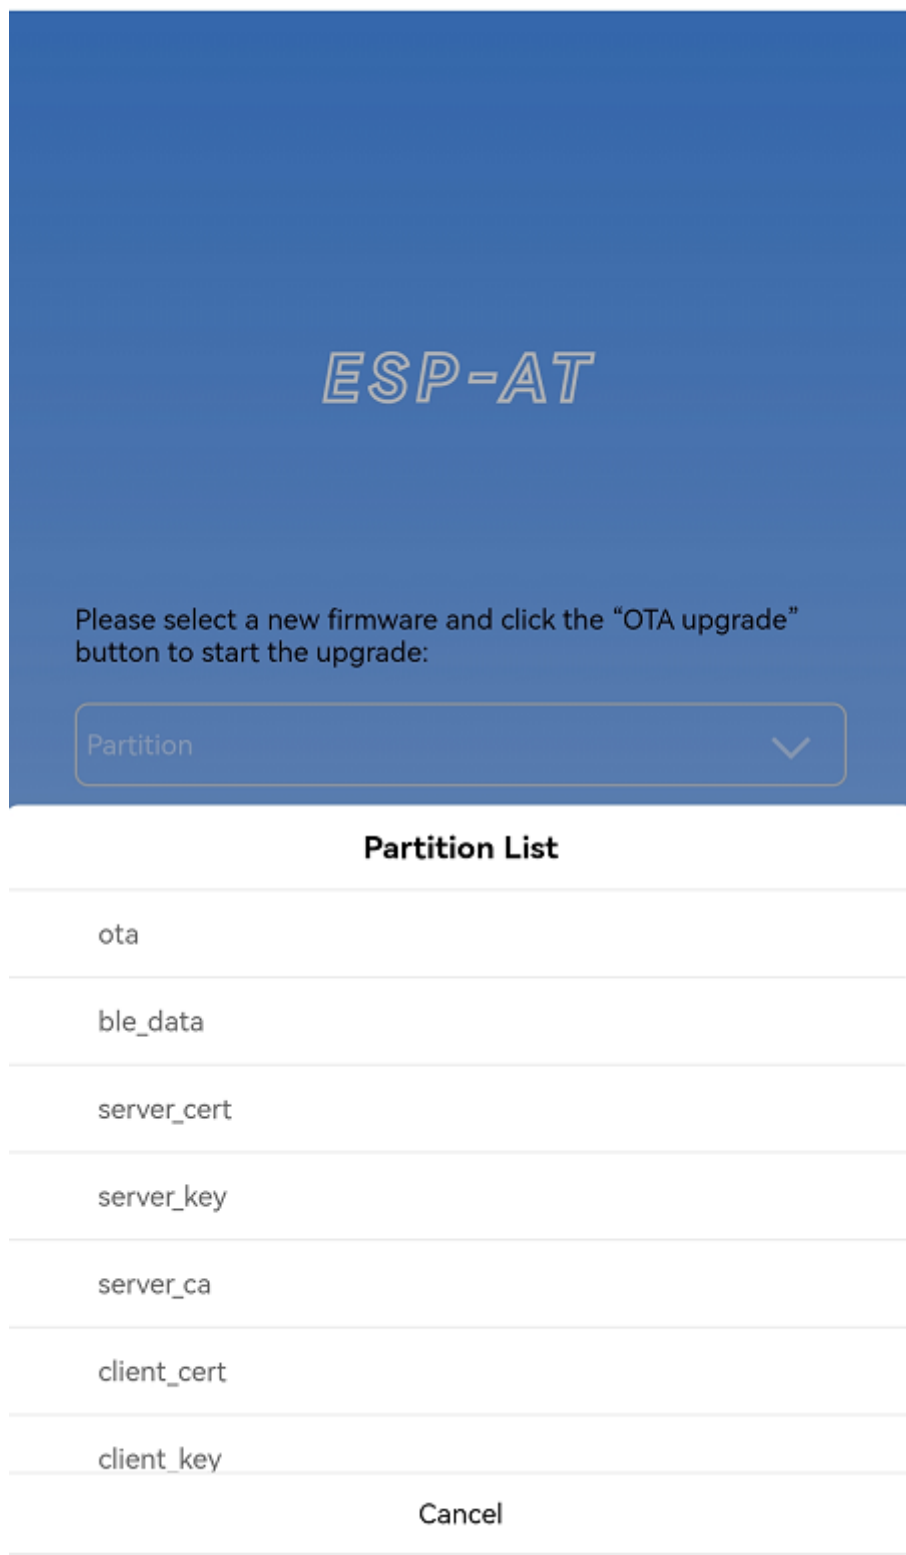 ESP-AT
Please select a new firmware and click the “OTA upgrade”
button to start the upgrade:
Partition
Partition List
ota
ble_data
server_cert
server_key
server_ca
client_cert
client_key
Cancel